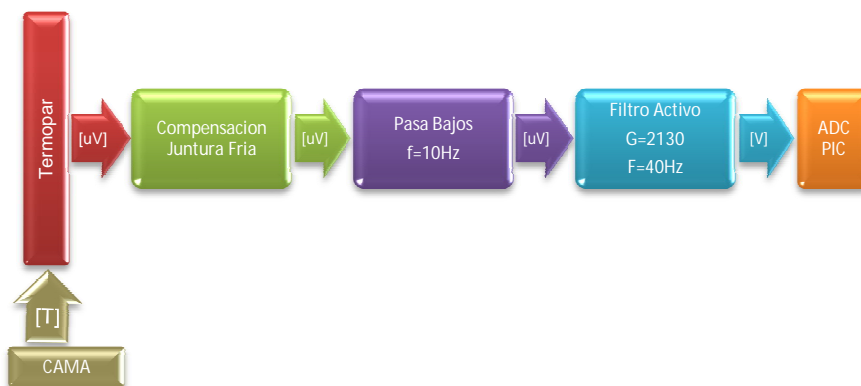 Termopar
[uV]
Compensacion
Juntura Fria
[uV]
Pasa Bajos
f=10Hz
[uV]
Filtro Activo
G=2130
F=40Hz
[V]
ADC
PIC
[T]
CAMA